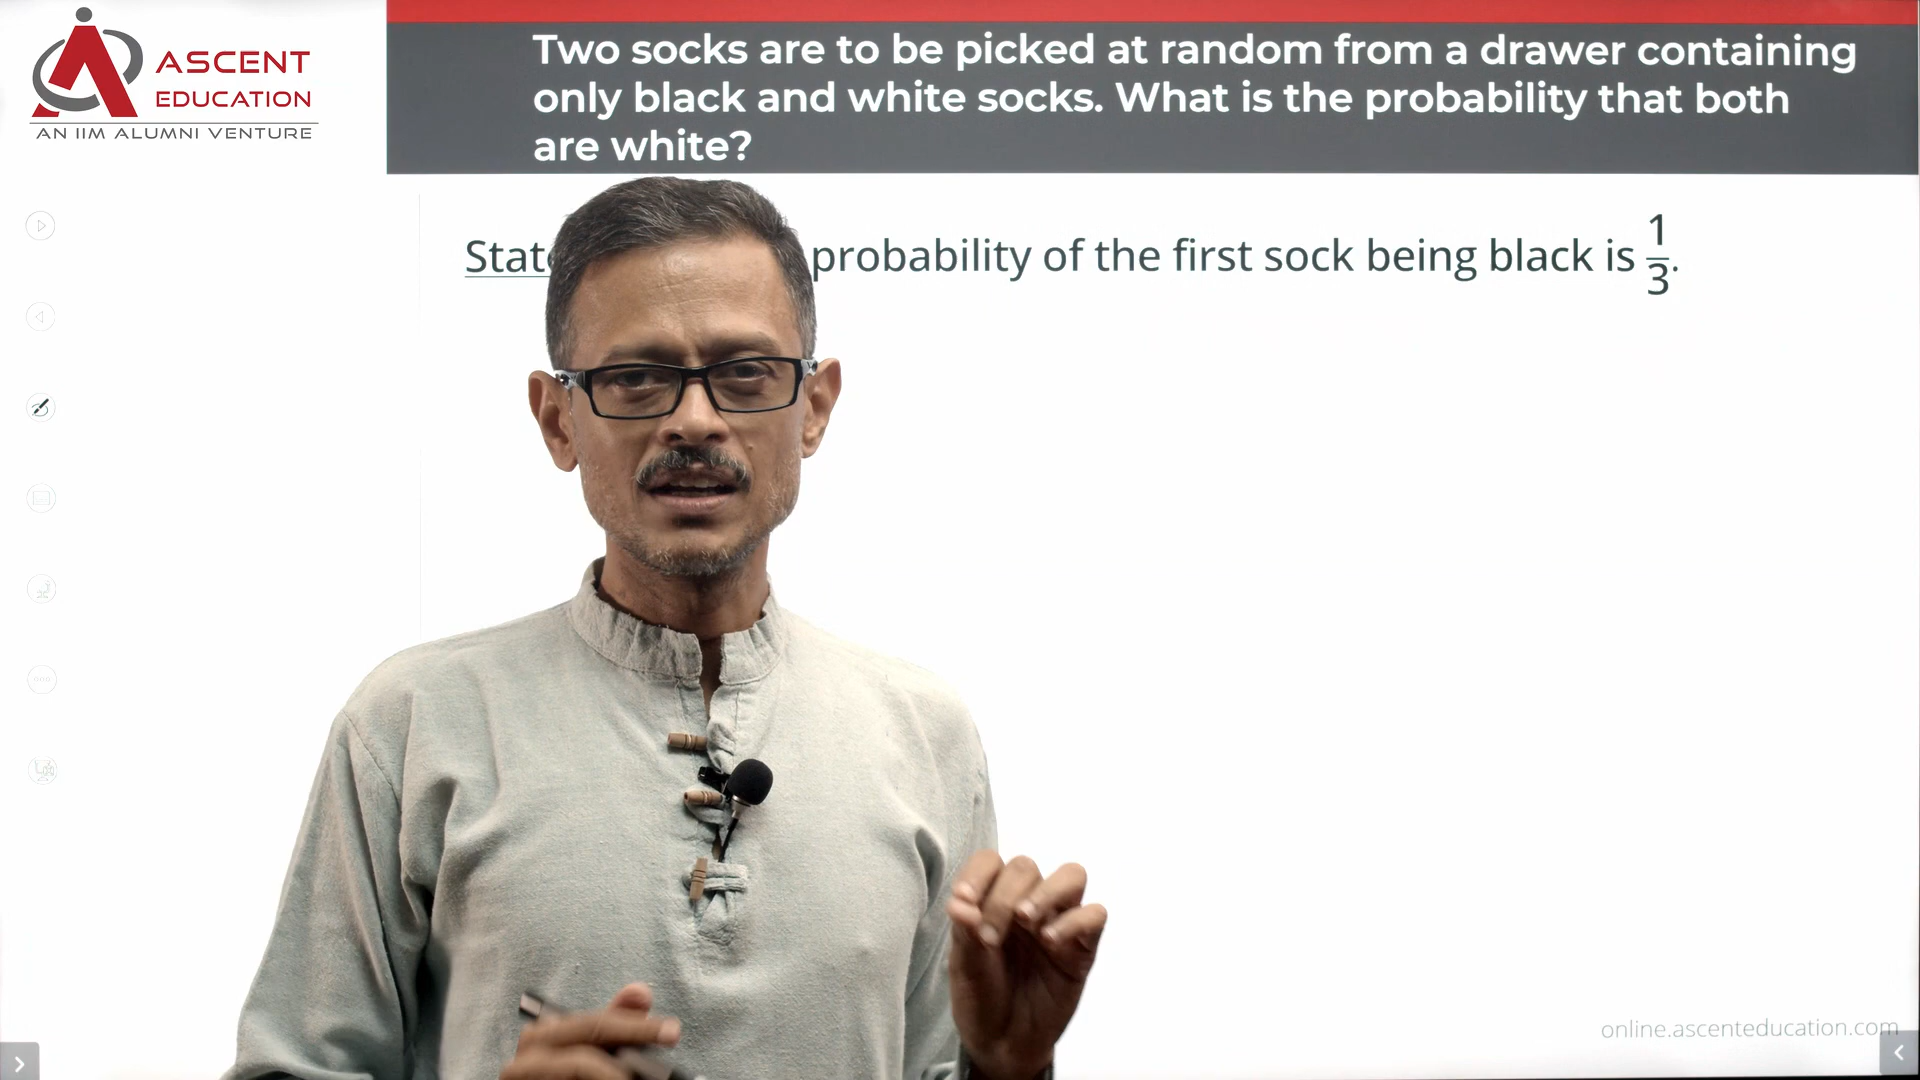 ASCENT
EDUCATION
AN IIM ALUMNI VENTURE
Two socks are to be picked at random from a drawer containing
only black and white socks. What is the probability that both
are white?
probability of the first sock being black is 1/3.
online.ascenteducation.com